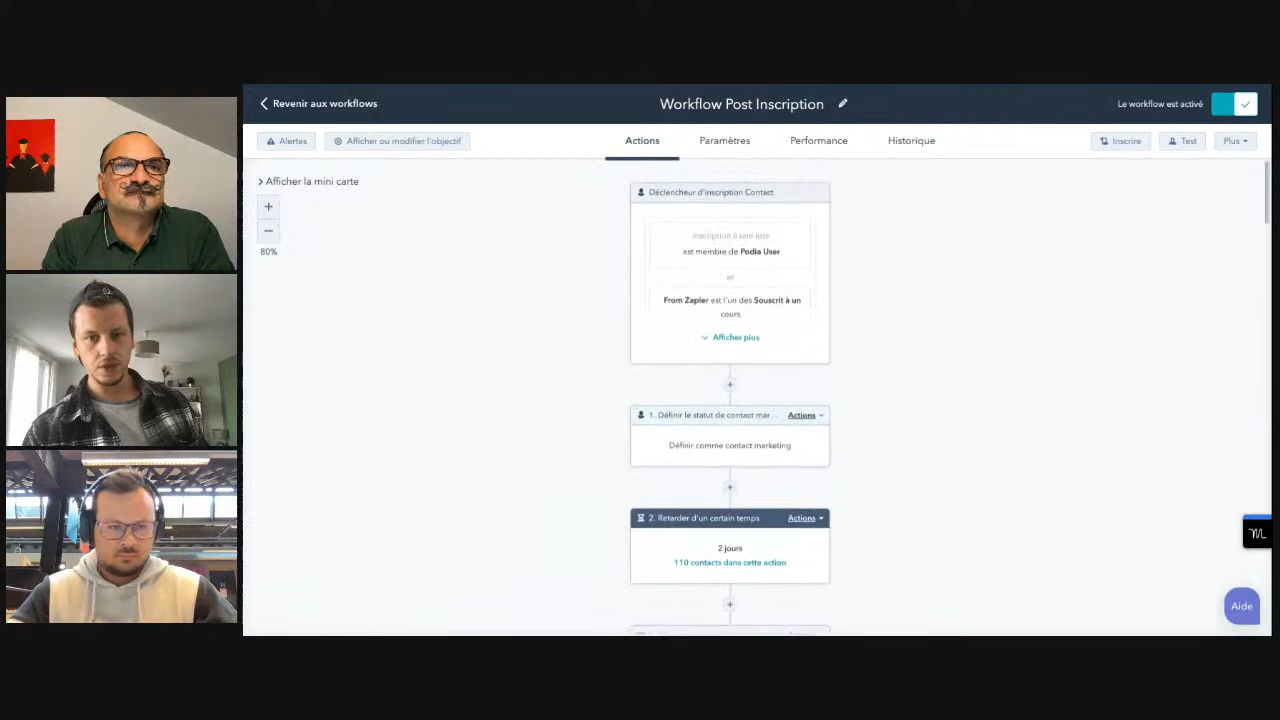 Revenir aux workflows
Workflow Post Inscription
Le workflow est activé
Alertes
Afficher ou modifier l'objectif
Actions
Paramètres
Performance
Historique
Inscrire
Test
Plus
Afficher la mini carte
80%
Déclencheur d'inscription Contact
Inscription à une liste
est membre de Podia User
or
From Zapier est l'un des Souscrit à un
cours
Afficher plus
1. Définir le statut de contact mar...
Actions
Définir comme contact marketing
2. Retarder d'un certain temps
Actions
2 jours
110 contacts dans cette action
Aide